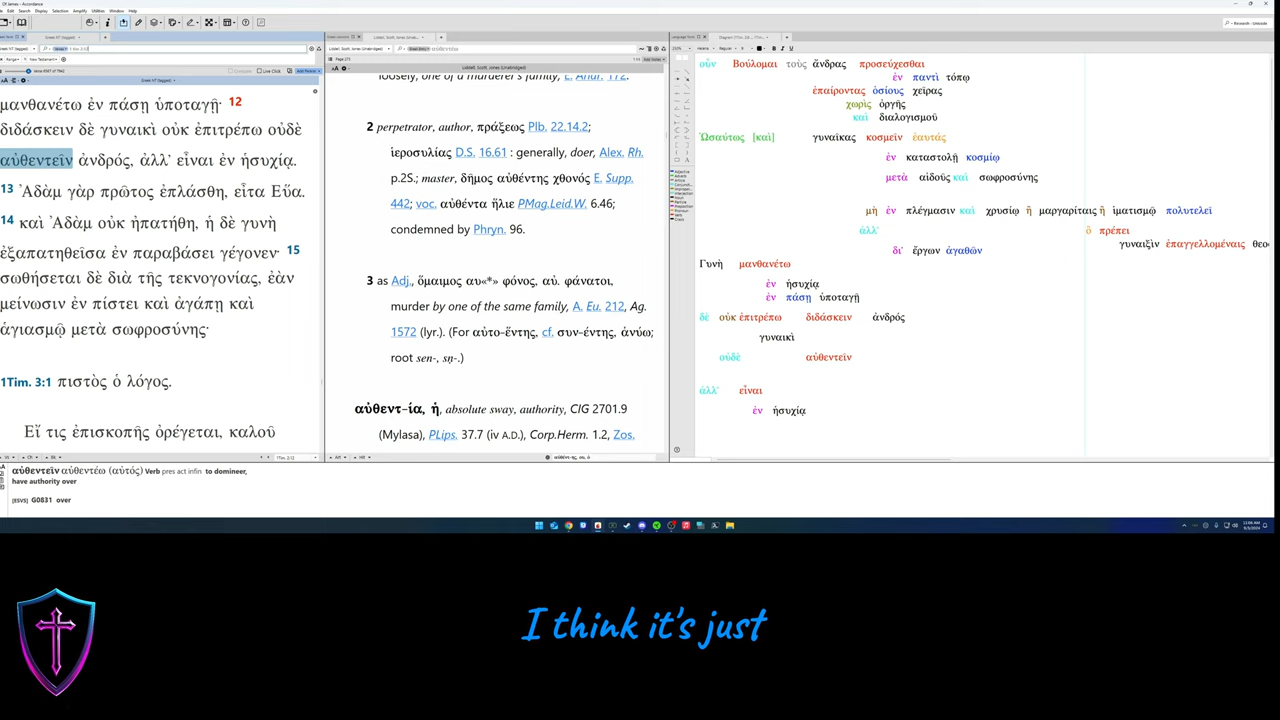 μανθανέτω ἐν πάσῃ ὑποταγῇ· 12
διδάσκειν δὲ γυναικὶ οὐκ ἐπιτρέπω οὐδὲ
αὐθεντεῖν ἀνδρός, ἀλλ’ εἶναι ἐν ἡσυχίᾳ.
13 Ἀδὰμ γὰρ πρῶτος ἐπλάσθη, εἶτα Εὕα.
14 καὶ Ἀδὰμ οὐκ ἠπατήθη, ἡ δὲ γυνὴ
ἐξαπατηθεῖσα ἐν παραβάσει γέγονεν· 15
σωθήσεται δὲ διὰ τῆς τεκνογονίας, ἐὰν
μείνωσιν ἐν πίστει καὶ ἀγάπῃ καὶ
ἁγιασμῷ μετὰ σωφροσύνης·
1Tim. 3:1 πιστὸς ὁ λόγος.
Εἴ τις ἐπισκοπῆς ὀρέγεται, καλοῦ
αὐθεντεῖν αὐθεντέω (αὐτός) Verb pres act infin to domineer,
have authority over
[ESVS] G0831 over
loosely, one of a murderer's family, E. Andr. 172.
2 perpetrator, author, πράξεως Plb. 22.14.2;
ἱεροσυλίας D.S. 16.61 : generally, doer, Alex. Rh.
p.2S.; master, δῆμος αὐθέντης χθονός E. Supp.
442; voc. αὐθέντα ἥλιε PMag.Leid.W. 6.46;
condemned by Phryn. 96.
3 as Adj., ὅμαιμος αυ«*» φόνος, αὐ. φάνατοι,
murder by one of the same family, A. Eu. 212, Ag.
1572 (lyr.). (For αὐτο-ἕντης, cf. συν-έντης, ἀνύω;
root sen-, sṇ-.)
αὐθεντ-ία, ἡ, absolute sway, authority, CIG 2701.9
(Mylasa), PLips. 37.7 (iv A.D.), Corp.Herm. 1.2, Zos.
οὖν Βούλομαι τοὺς ἄνδρας προσεύχεσθαι
ἐν παντὶ τόπῳ
ἐπαίροντας ὁσίους χεῖρας
χωρὶς ὀργῆς
καὶ διαλογισμοῦ
Ὡσαύτως [καὶ] γυναῖκας κοσμεῖν ἑαυτάς
ἐν καταστολῇ κοσμίῳ
μετὰ αἰδοῦς καὶ σωφροσύνης
μὴ ἐν πλέγμασιν καὶ χρυσίῳ ἢ μαργαρίταις ἢ ἱματισμῷ πολυτελεῖ
ἀλλ’ ὃ πρέπει
γυναιξὶν ἐπαγγελλομέναις θεο
δι’ ἔργων ἀγαθῶν
Γυνὴ μανθανέτω
ἐν ἡσυχίᾳ
ἐν πάσῃ ὑποταγῇ
δὲ οὐκ ἐπιτρέπω διδάσκειν ἀνδρός
γυναικὶ
οὐδὲ αὐθεντεῖν
ἀλλ’ εἶναι
ἐν ἡσυχίᾳ
I think it's just